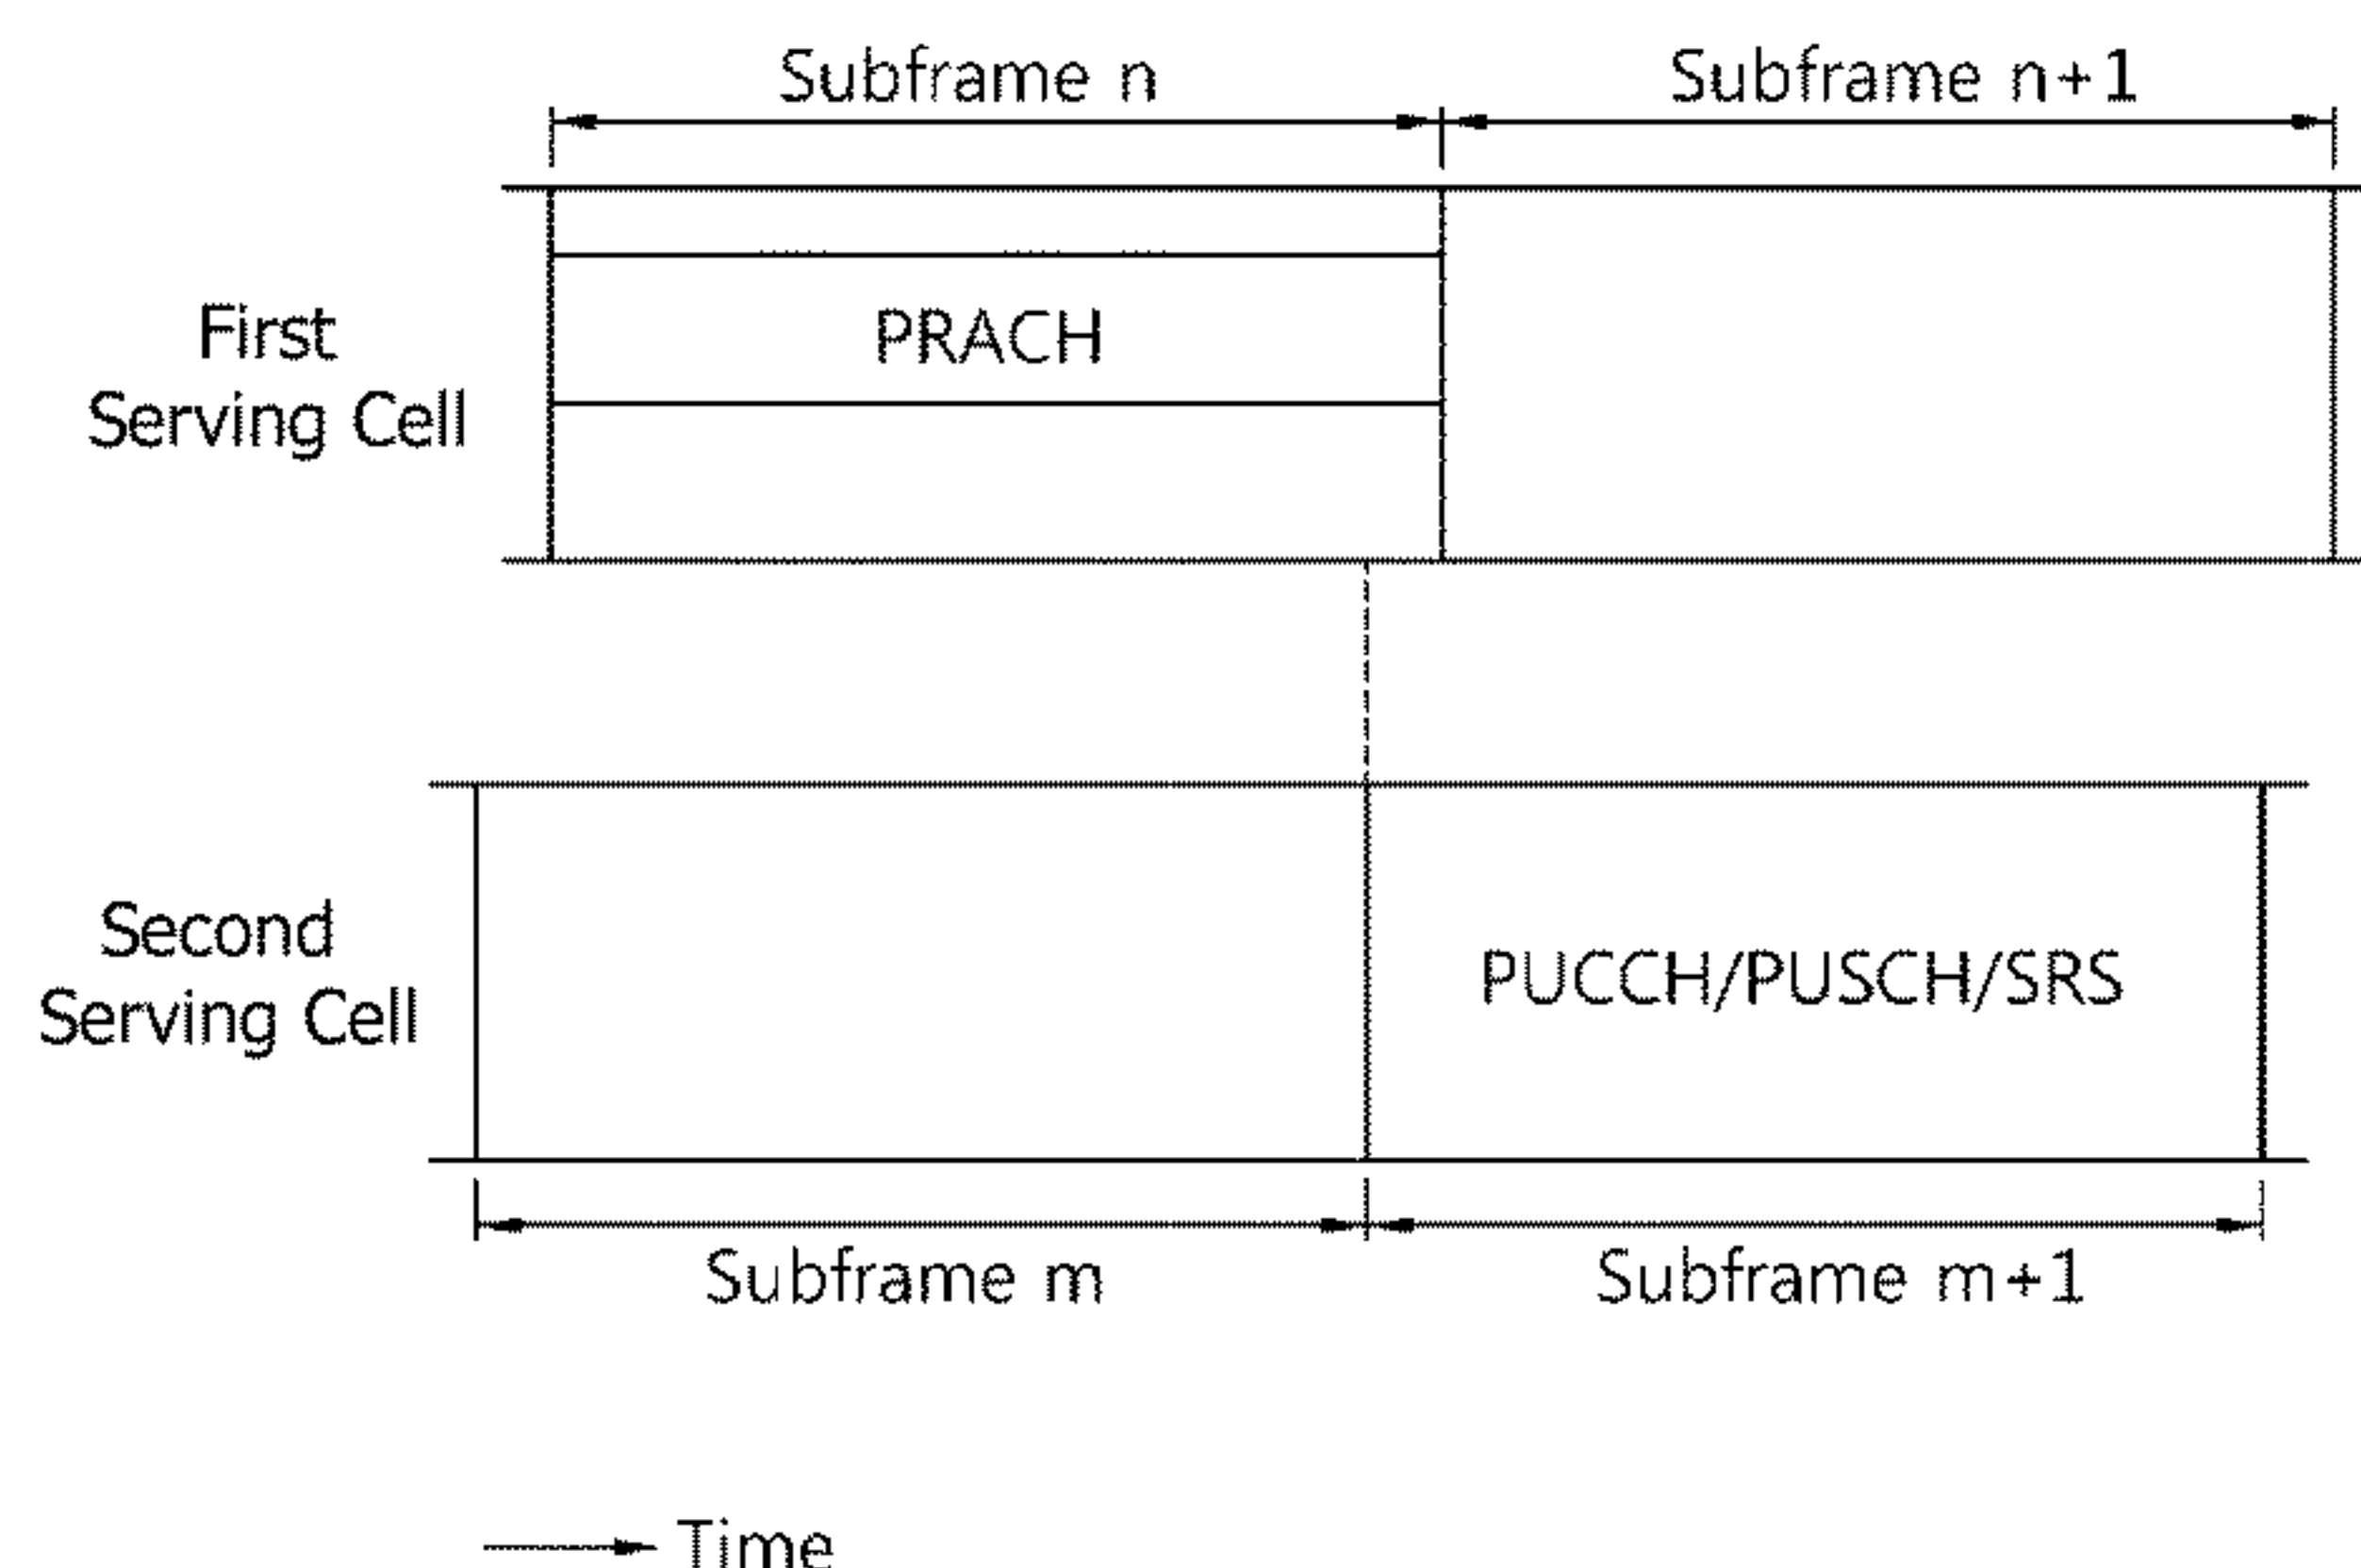 Subframe n
Subframe n+1
First
Serving Cell
PRACH
Second
Serving Cell
PUCCH/PUSCH/SRS
Subframe m
Subframe m+1
Time